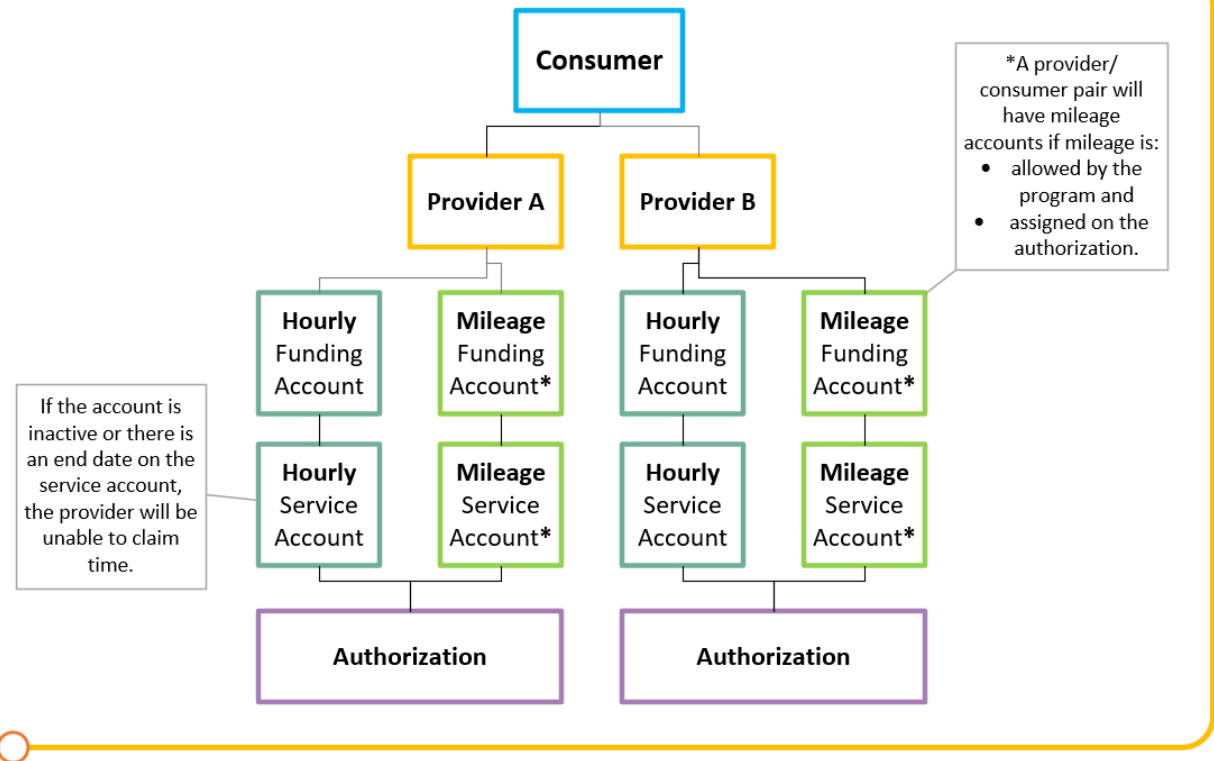 Consumer
*A provider/
consumer pair will
have mileage
accounts if mileage is:
• allowed by the
program and
• assigned on the
authorization.
Provider A
Provider B
Hourly
Funding
Account
Mileage
Funding
Account*
Hourly
Funding
Account
Mileage
Funding
Account*
If the account is
inactive or there is
an end date on the
service account,
the provider will be
unable to claim
time.
Hourly
Service
Account
Mileage
Service
Account*
Hourly
Service
Account
Mileage
Service
Account*
Authorization
Authorization